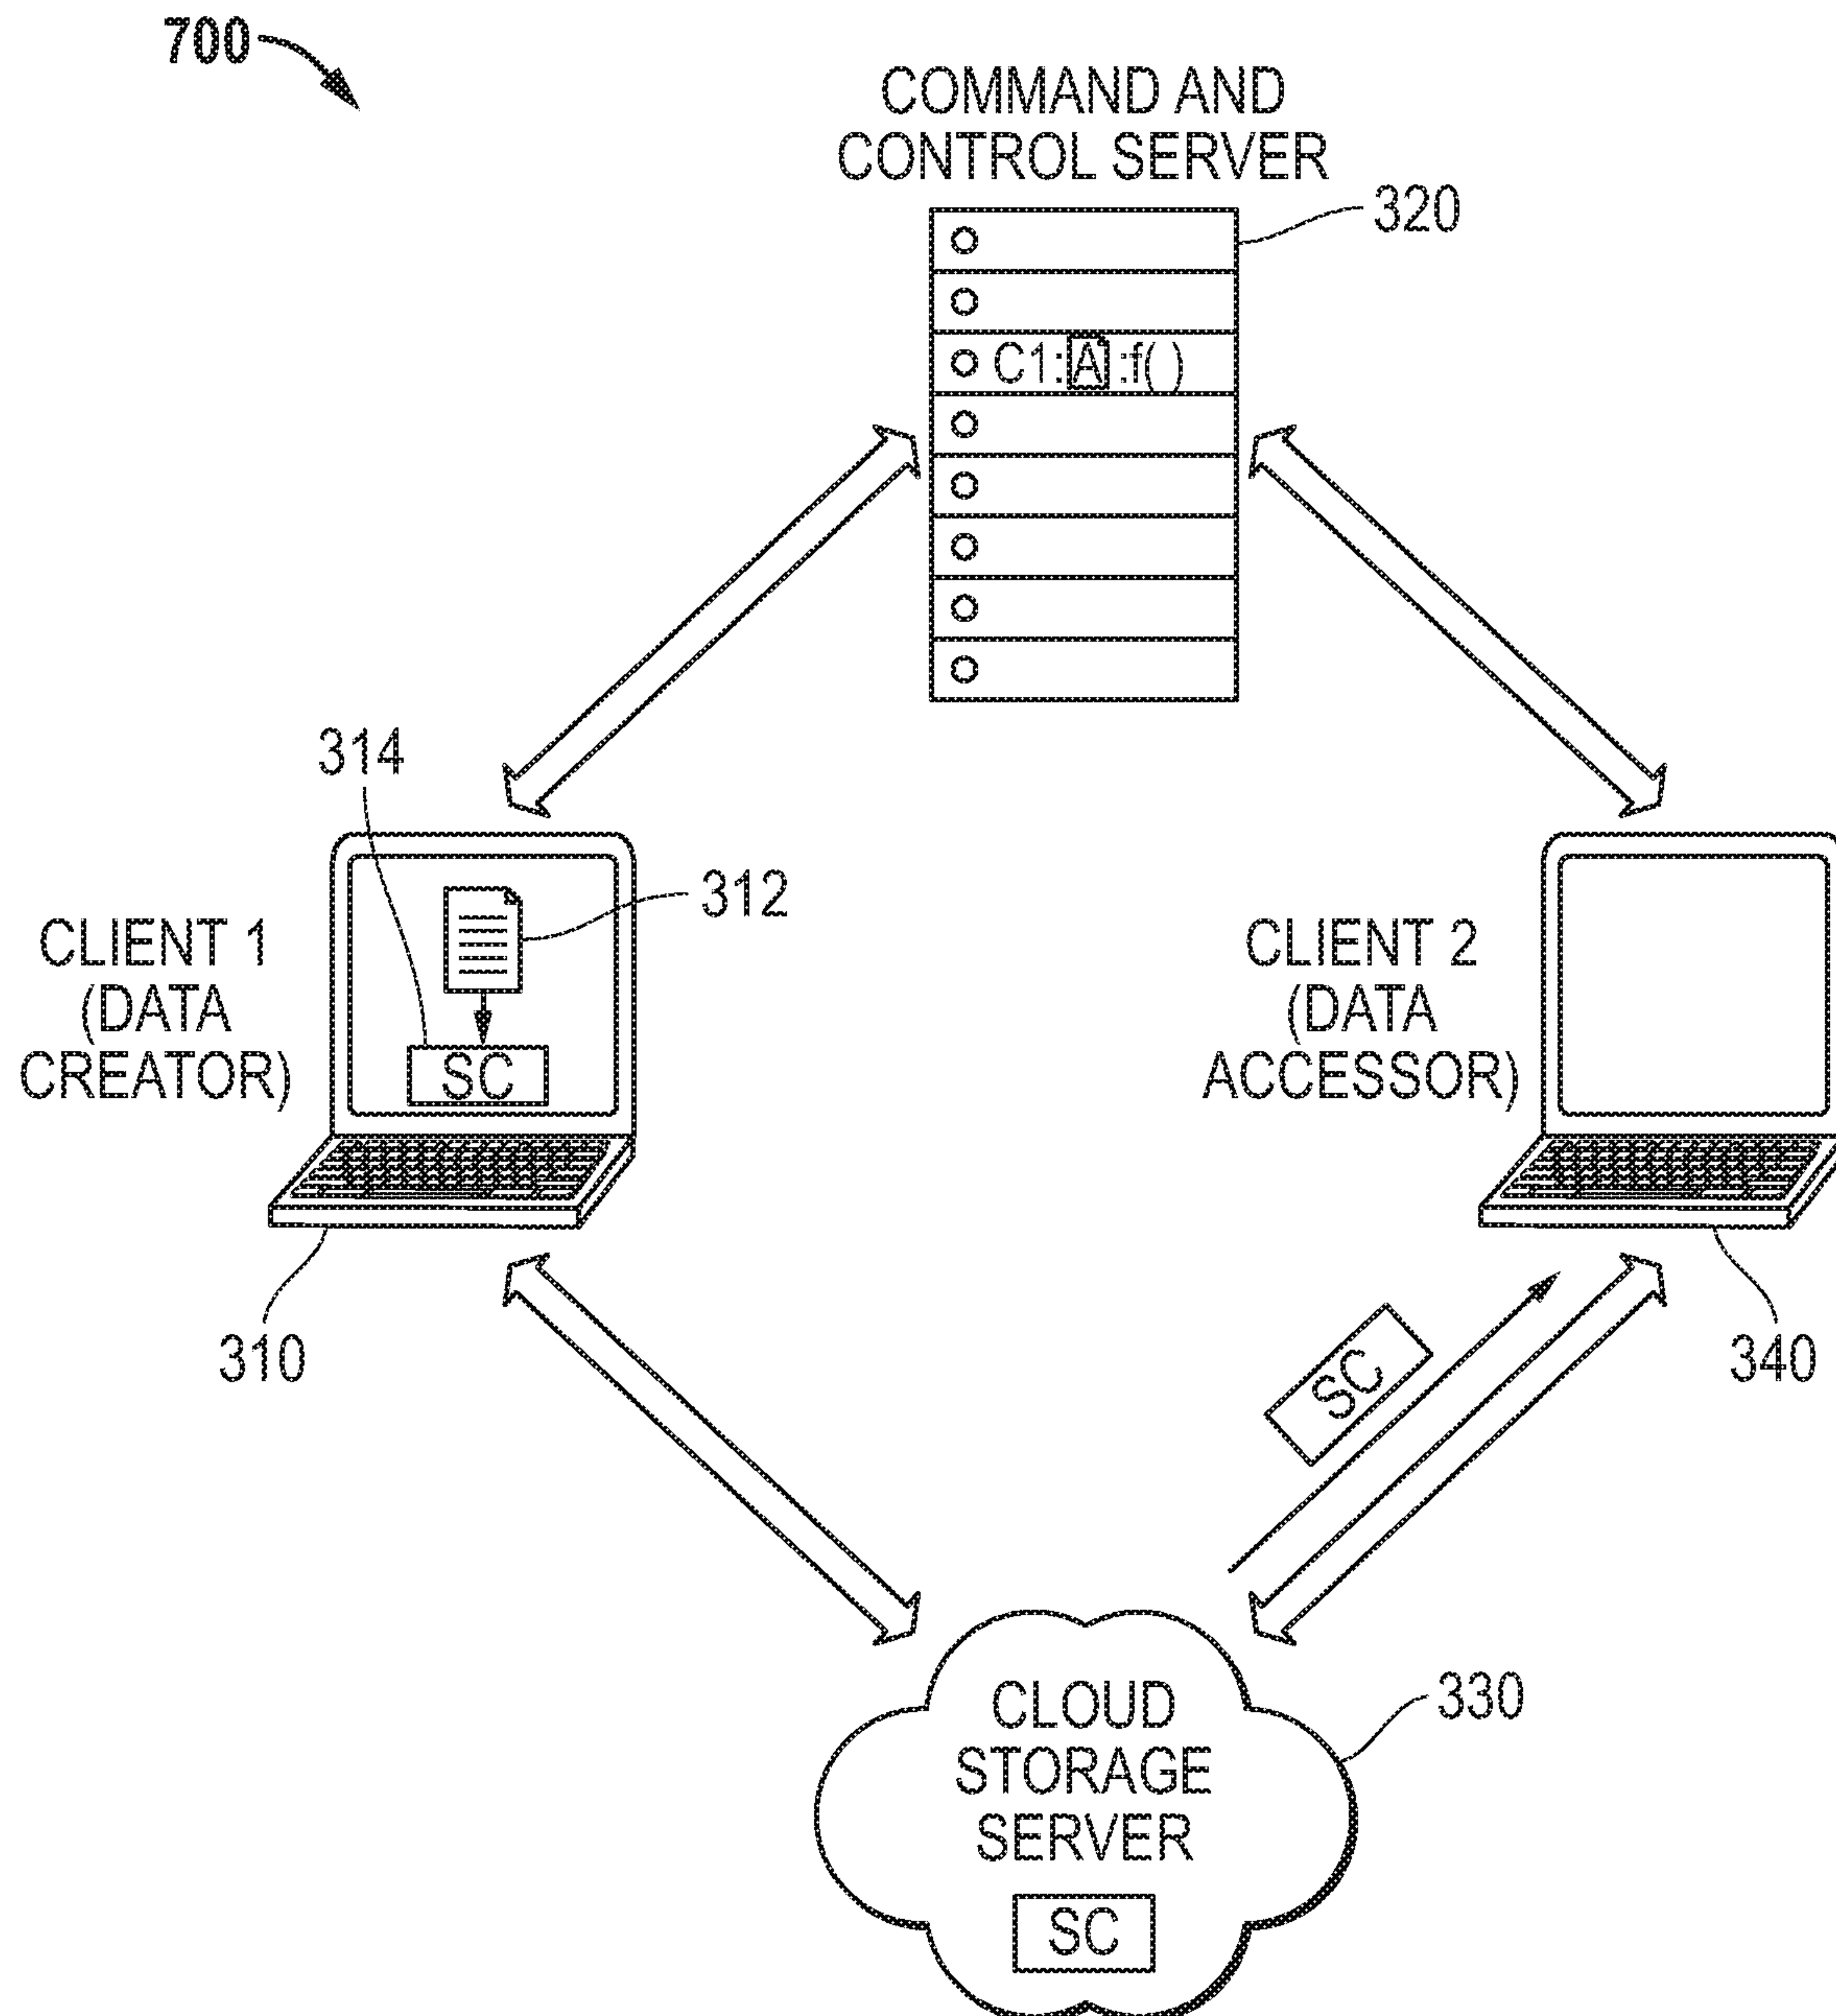 700
COMMAND AND
CONTROL SERVER
320
C1:A:f( )
314
312
CLIENT 1
(DATA
CREATOR)
SC
CLIENT 2
(DATA
ACCESSOR)
310
340
SC
CLOUD
STORAGE
SERVER
330
SC